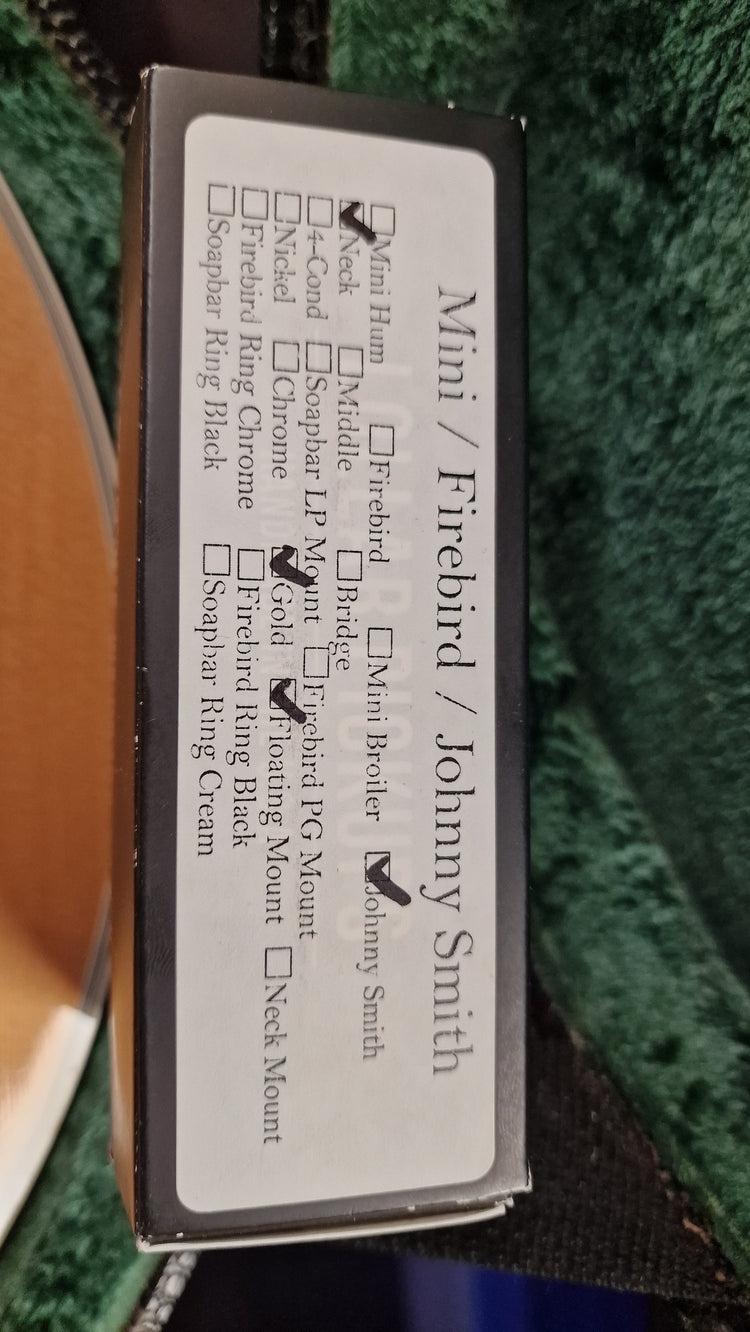 Mini / Firebird / Johnny Smith
☐Mini Hum ☐Firebird ☐Mini Broiler ☑Johnny Smith
☑Neck ☐Middle ☐Bridge
☐4-Cond ☐Soapbar LP Mount ☐Firebird PG Mount
☐Nickel ☐Chrome ☑Gold ☑Floating Mount ☐Neck Mount
☐Firebird Ring Chrome ☐Firebird Ring Black
☐Soapbar Ring Black ☐Soapbar Ring Cream